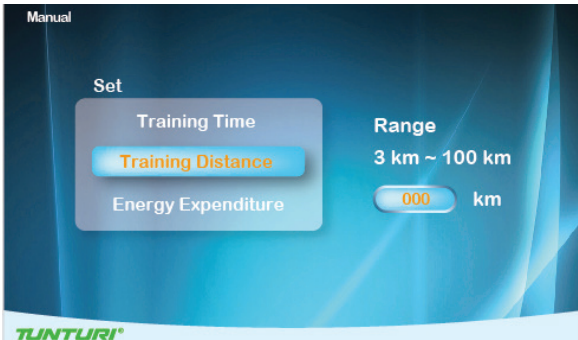 Manual
Set
Training Time
Training Distance
Energy Expenditure
Range
3 km ~ 100 km
000 km
TUNTURI®